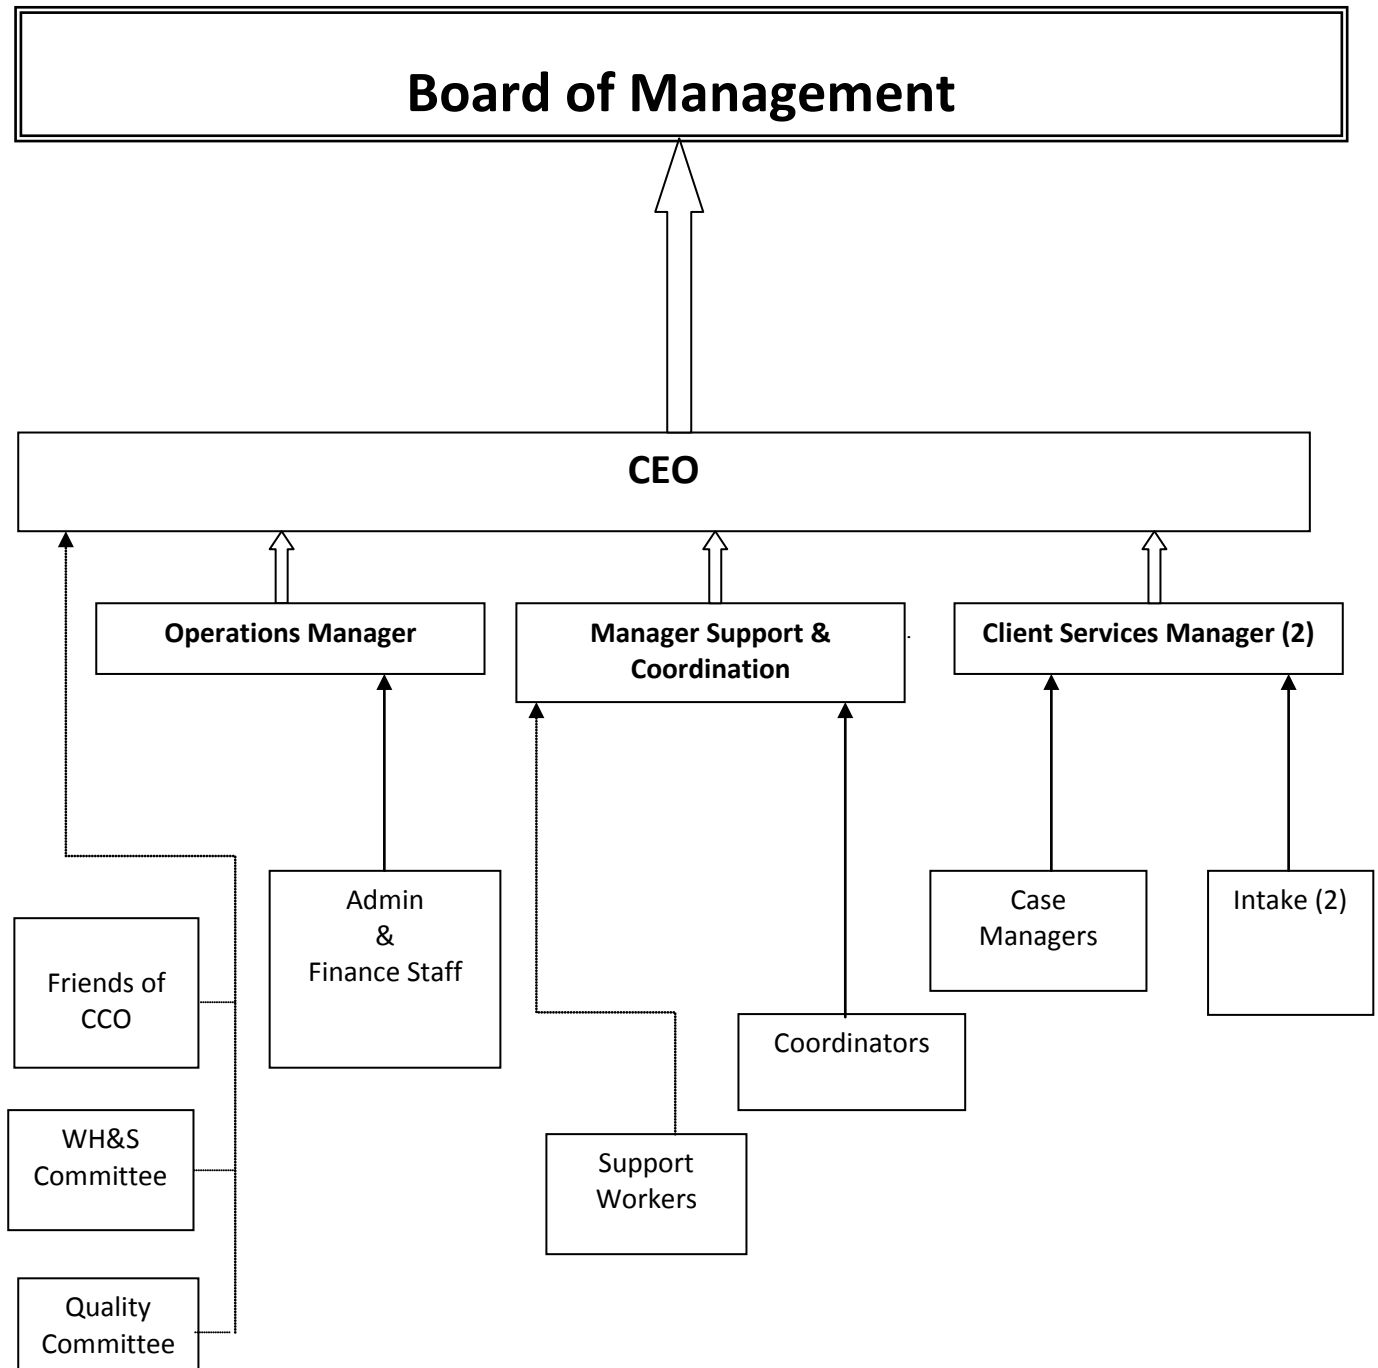 Board of Management
CEO
Operations Manager
Manager Support &
Coordination
Client Services Manager (2)
Admin
&
Finance Staff
Case
Managers
Intake (2)
Friends of
CCO
Coordinators
WH&S
Committee
Support
Workers
Quality
Committee